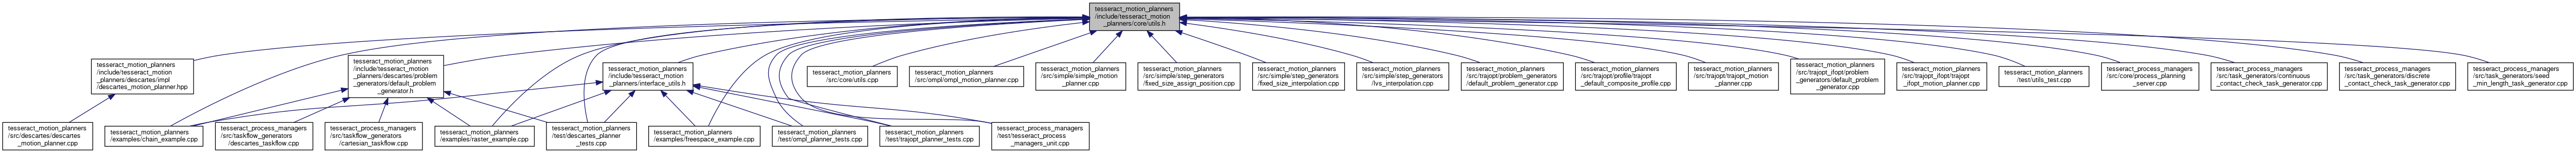 tesseract_motion_planners
/include/tesseract_motion
_planners/core/utils.h
tesseract_motion_planners
/include/tesseract_motion
_planners/descartes/impl
/descartes_motion_planner.hpp
tesseract_motion_planners
/include/tesseract_motion
_planners/descartes/problem
_generators/default_problem
_generator.h
tesseract_motion_planners
/include/tesseract_motion
_planners/interface_utils.h
tesseract_motion_planners
/src/core/utils.cpp
tesseract_motion_planners
/src/ompl/ompl_motion_planner.cpp
tesseract_motion_planners
/src/simple/simple_motion
_planner.cpp
tesseract_motion_planners
/src/simple/step_generators
/fixed_size_assign_position.cpp
tesseract_motion_planners
/src/simple/step_generators
/fixed_size_interpolation.cpp
tesseract_motion_planners
/src/simple/step_generators
/lvs_interpolation.cpp
tesseract_motion_planners
/src/trajopt/problem_generators
/default_problem_generator.cpp
tesseract_motion_planners
/src/trajopt/profile/trajopt
_default_composite_profile.cpp
tesseract_motion_planners
/src/trajopt/trajopt_motion
_planner.cpp
tesseract_motion_planners
/src/trajopt_ifopt/problem
_generators/default_problem
_generator.cpp
tesseract_motion_planners
/src/trajopt_ifopt/trajopt
_ifopt_motion_planner.cpp
tesseract_motion_planners
/test/utils_test.cpp
tesseract_process_managers
/src/core/process_planning
_server.cpp
tesseract_process_managers
/src/task_generators/continuous
_contact_check_task_generator.cpp
tesseract_process_managers
/src/task_generators/discrete
_contact_check_task_generator.cpp
tesseract_process_managers
/src/task_generators/seed
_min_length_task_generator.cpp
tesseract_motion_planners
/src/descartes/descartes
_motion_planner.cpp
tesseract_motion_planners
/examples/chain_example.cpp
tesseract_process_managers
/src/taskflow_generators
/descartes_taskflow.cpp
tesseract_process_managers
/src/taskflow_generators
/cartesian_taskflow.cpp
tesseract_motion_planners
/examples/raster_example.cpp
tesseract_motion_planners
/test/descartes_planner
_tests.cpp
tesseract_motion_planners
/examples/freespace_example.cpp
tesseract_motion_planners
/test/ompl_planner_tests.cpp
tesseract_motion_planners
/test/trajopt_planner_tests.cpp
tesseract_process_managers
/test/tesseract_process
_managers_unit.cpp